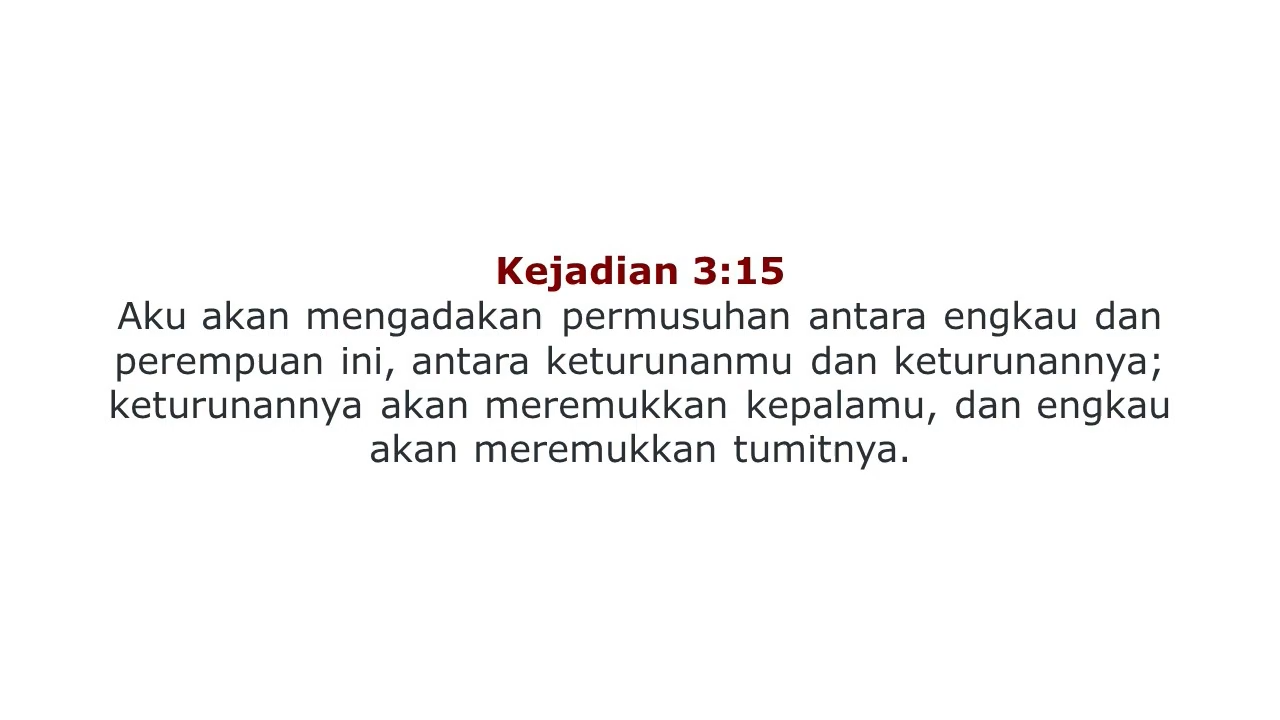 Kejadian 3:15
Aku akan mengadakan permusuhan antara engkau dan
perempuan ini, antara keturunanmu dan keturunannya;
keturunannya akan meremukkan kepalamu, dan engkau
akan meremukkan tumitnya.